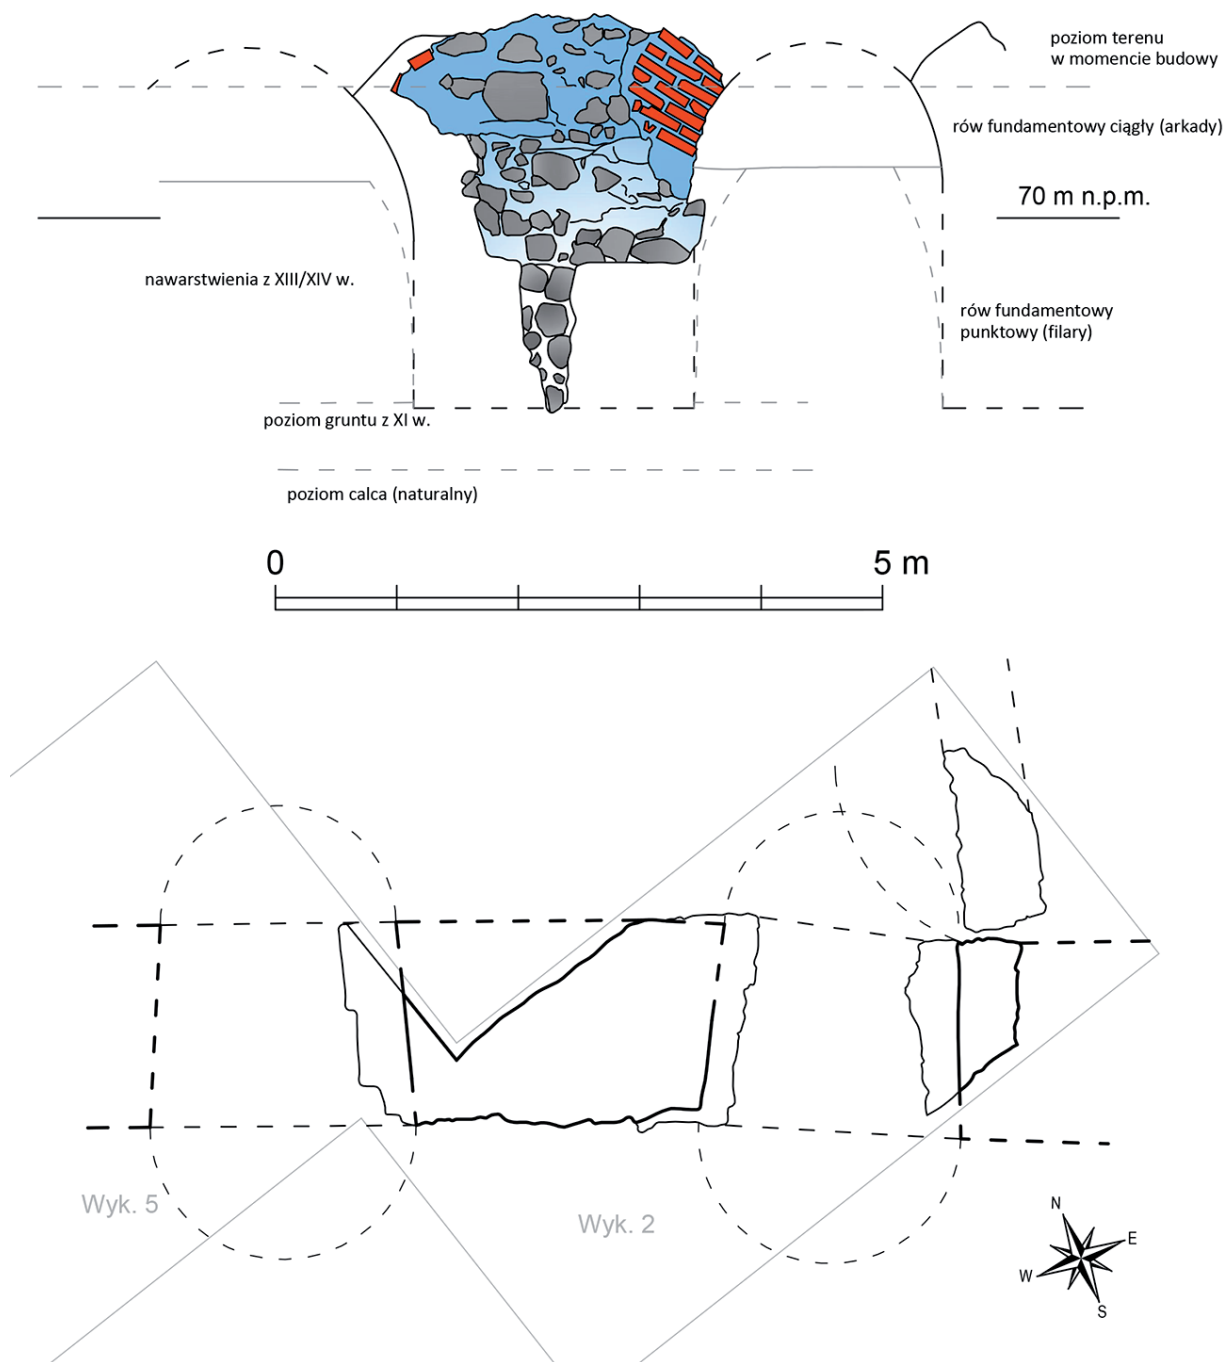 poziom terenu
w momencie budowy
rów fundamentowy ciągły (arkady)
70 m n.p.m.
nawarstwienia z XIII/XIV w.
rów fundamentowy
punktowy (filary)
poziom gruntu z XI w.
poziom calca (naturalny)
0
5 m
Wyk. 5
Wyk. 2
N
E
W
S